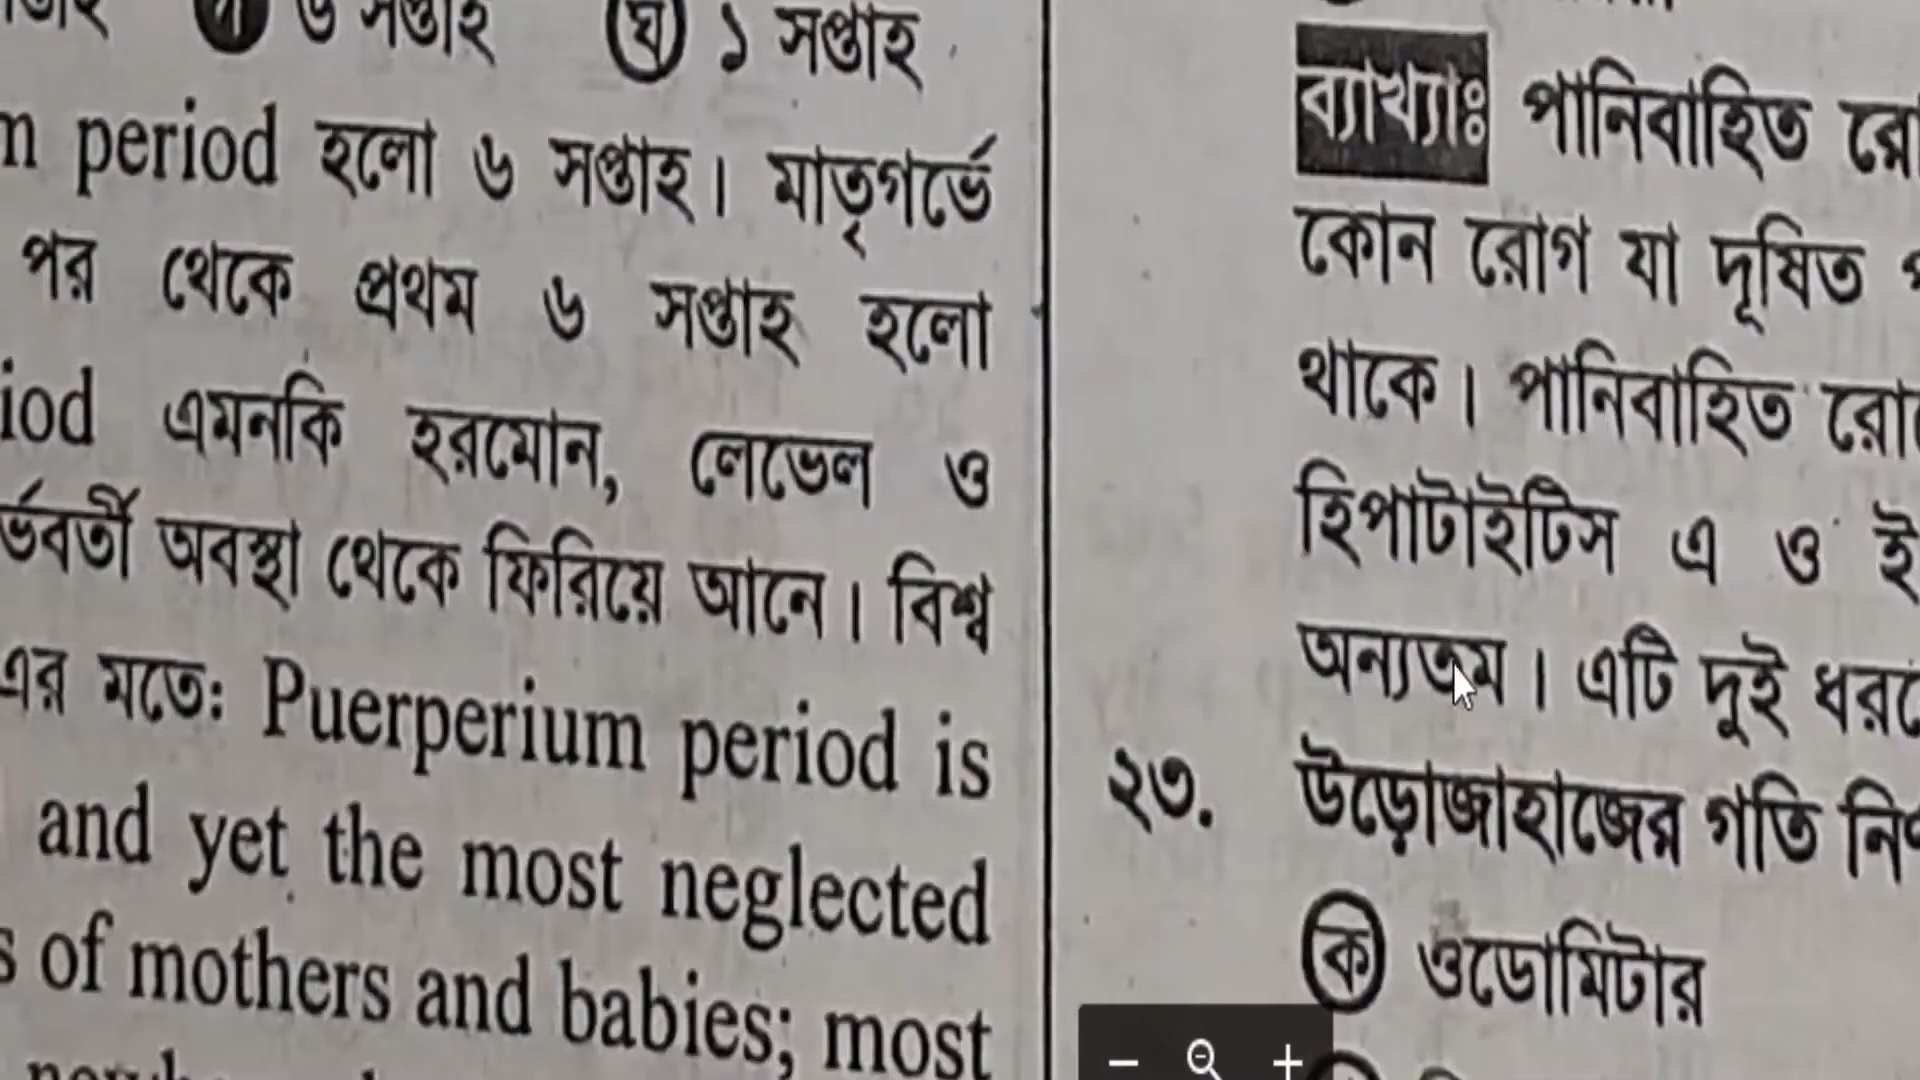 গ ৬ সপ্তাহ ঘ ১ সপ্তাহ
period হলো ৬ সপ্তাহ। মাতৃগর্ভে
পর থেকে প্রথম ৬ সপ্তাহ হলো
iod এমনকি হরমোন, লেভেল ও
র্ভবর্তী অবস্থা থেকে ফিরিয়ে আনে। বিশ্ব
এর মতে: Puerperium period is
and yet the most neglected
s of mothers and babies; most
ব্যাখ্যাঃ পানিবাহিত
কোন রোগ যা দূষিত
থাকে। পানিবাহিত
হিপাটাইটিস এ ও ই
অন্যতম। এটি দুই
২৩. উড়োজাহাজের গতি
ক ওডোমিটার